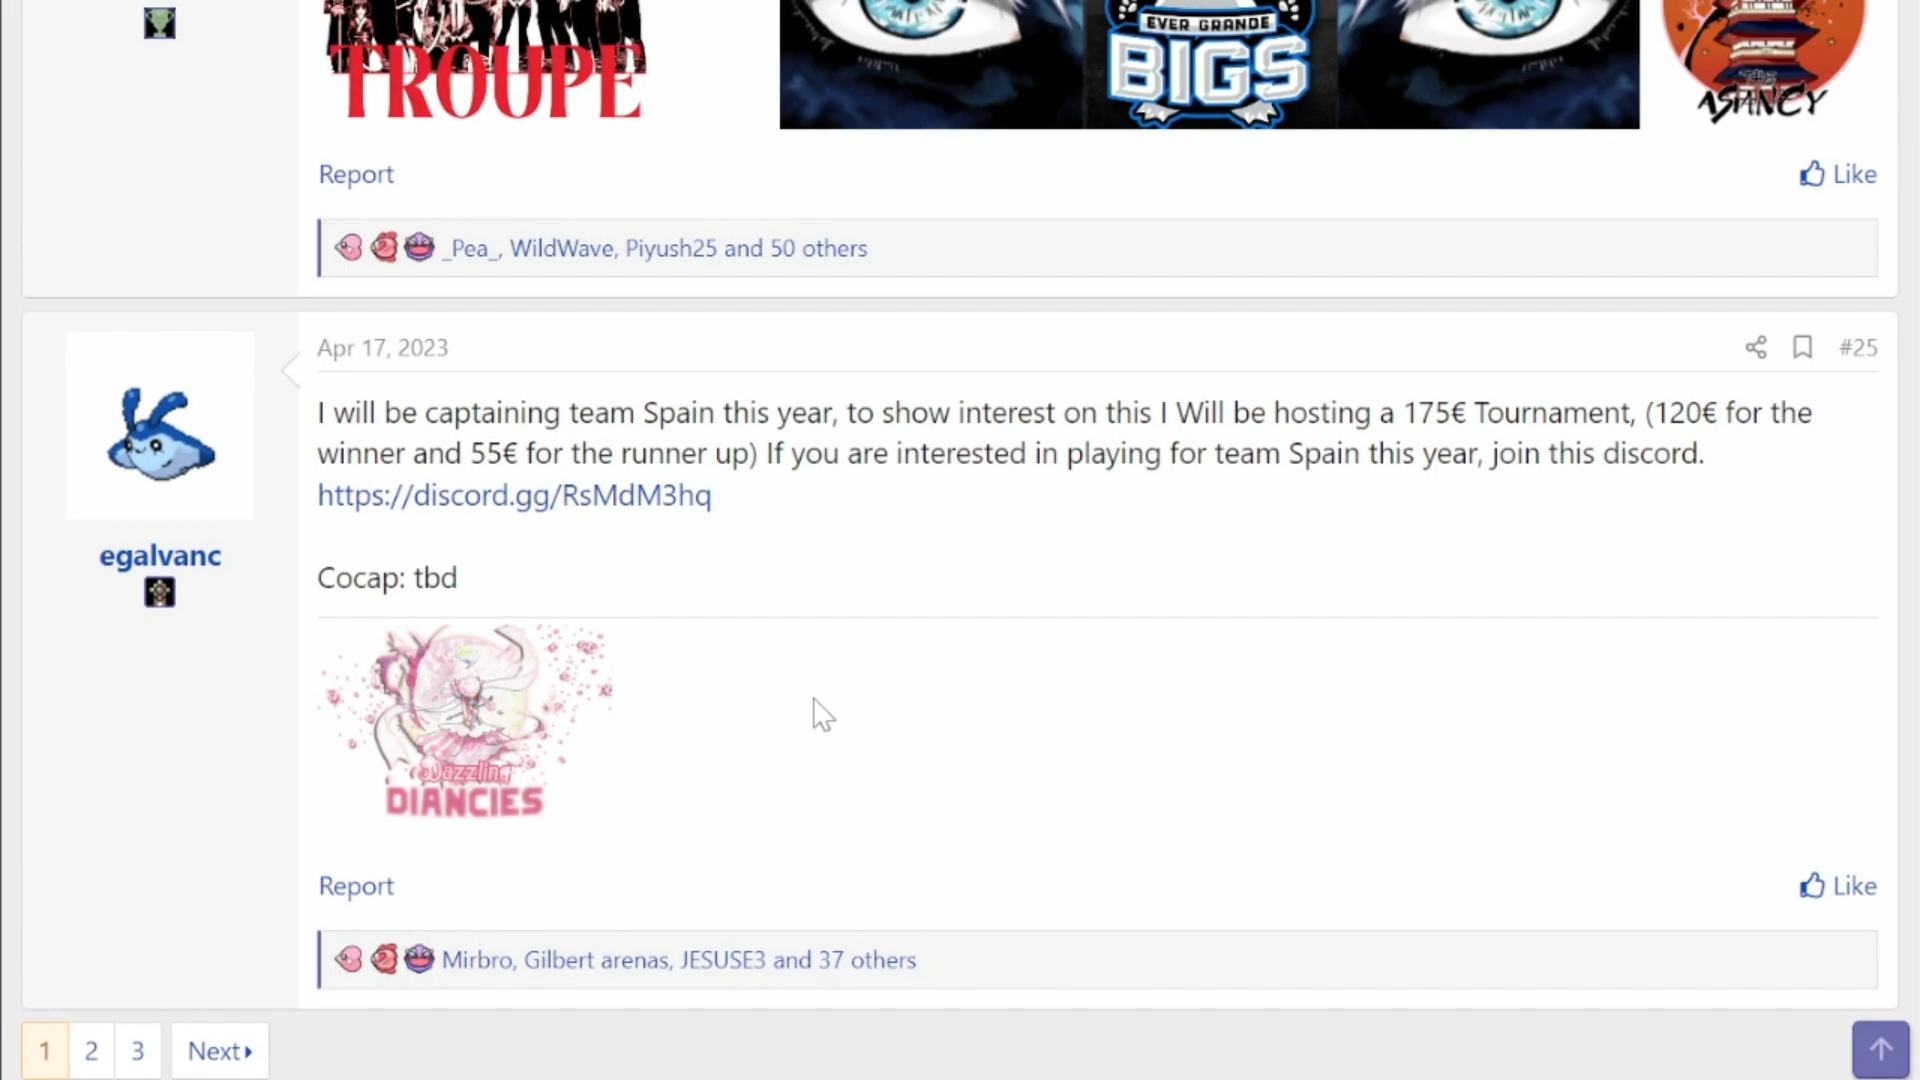 TROUPE
EVER GRANDE
BIGS
THE
ASIANCY
Report
Like
_Pea_, WildWave, Piyush25 and 50 others
Apr 17, 2023
#25
I will be captaining team Spain this year, to show interest on this I Will be hosting a 175€ Tournament, (120€ for the
winner and 55€ for the runner up) If you are interested in playing for team Spain this year, join this discord.
https://discord.gg/RsMdM3hq
egalvanc
Cocap: tbd
Dazzling
DIANCIES
Report
Like
Mirbro, Gilbert arenas, JESUSE3 and 37 others
1 2 3 Next